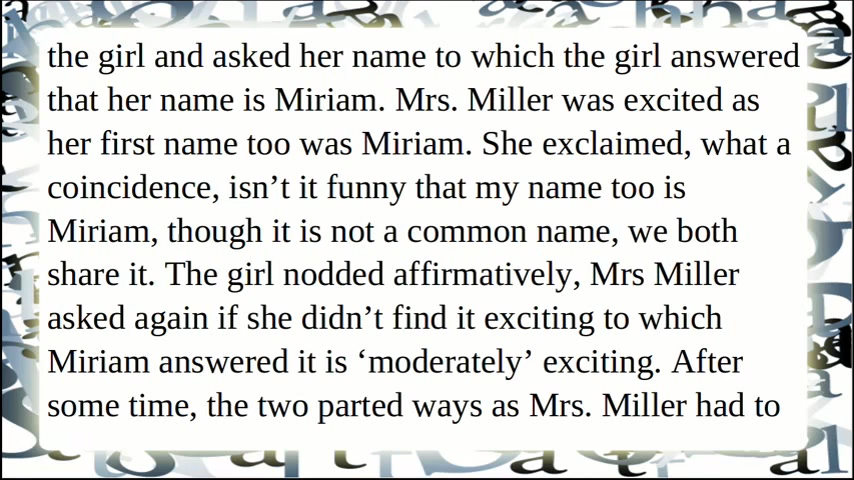 the girl and asked her name to which the girl answered
that her name is Miriam. Mrs. Miller was excited as
her first name too was Miriam. She exclaimed, what a
coincidence, isn’t it funny that my name too is
Miriam, though it is not a common name, we both
share it. The girl nodded affirmatively, Mrs Miller
asked again if she didn’t find it exciting to which
Miriam answered it is ‘moderately’ exciting. After
some time, the two parted ways as Mrs. Miller had to